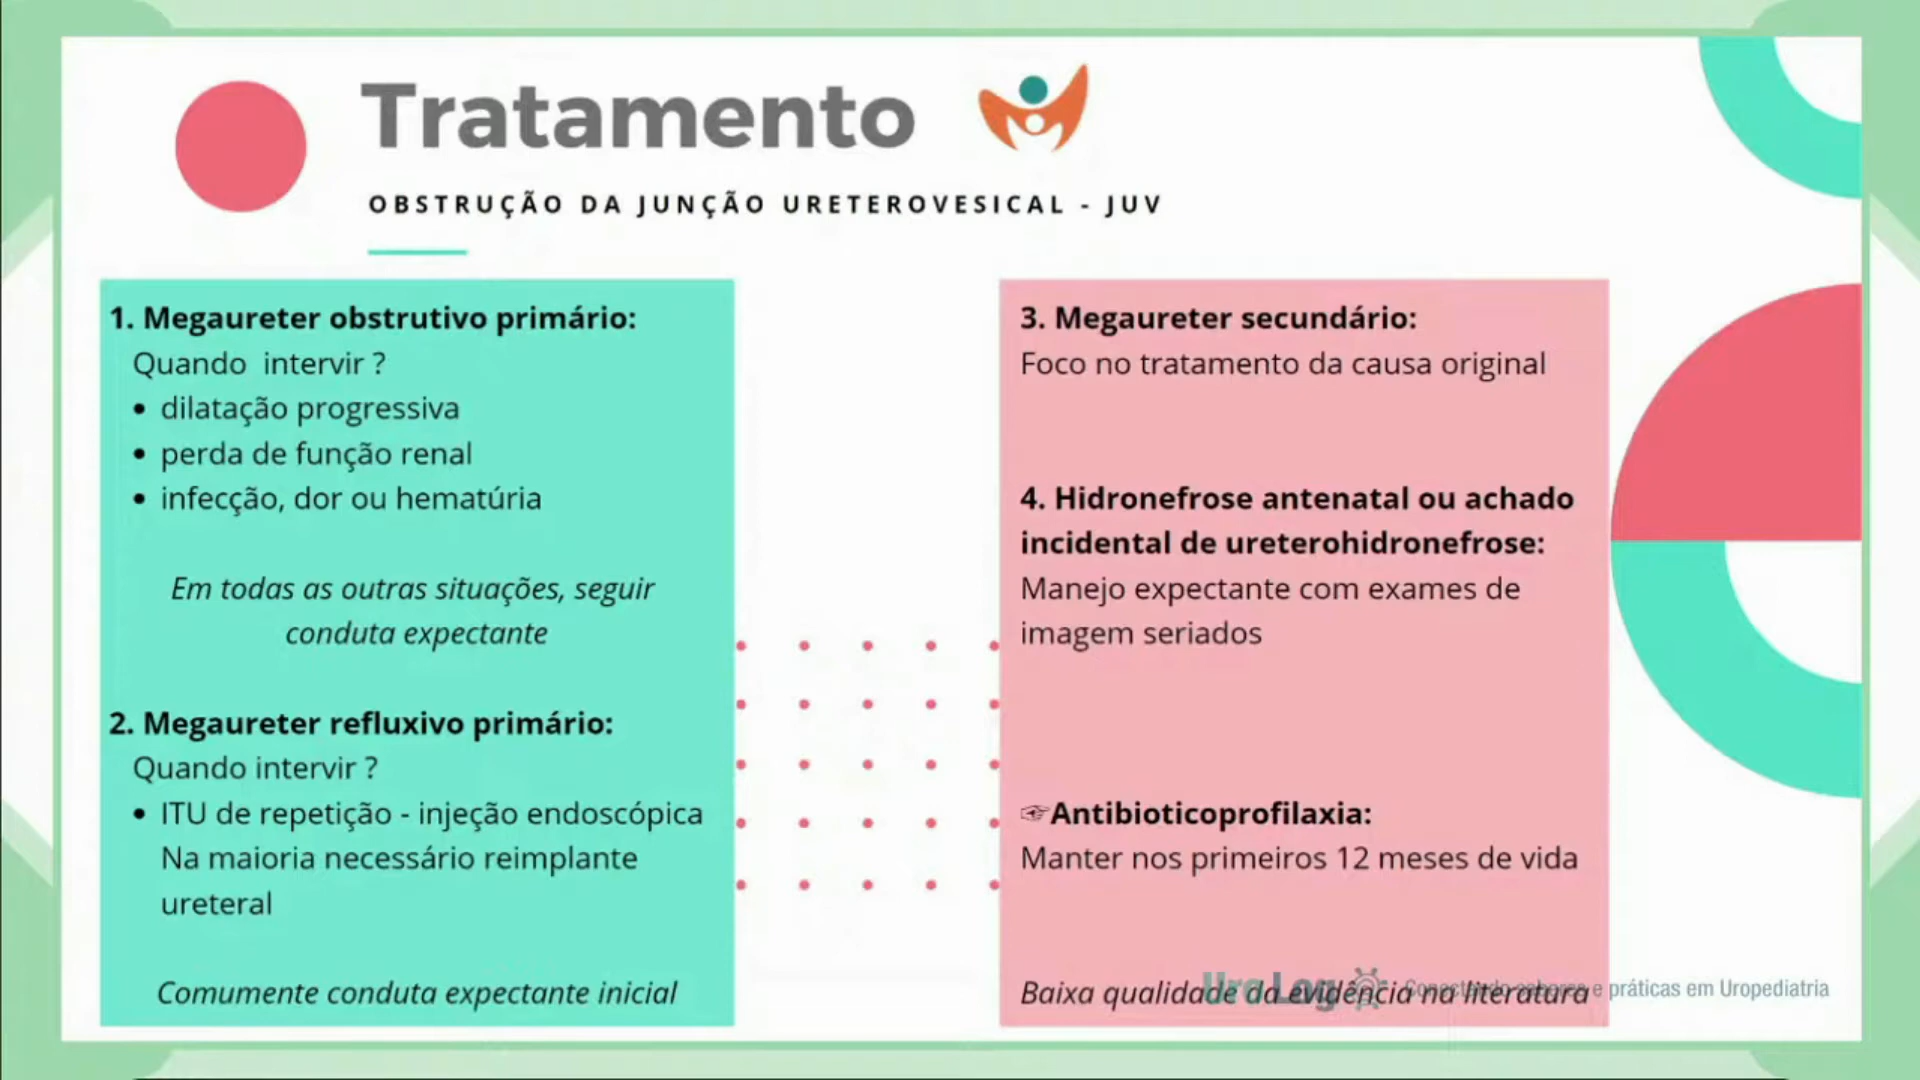 Tratamento
OBSTRUÇÃO DA JUNÇÃO URETEROVESICAL - JUV
1. Megaureter obstrutivo primário:
Quando intervir ?
• dilatação progressiva
• perda de função renal
• infecção, dor ou hematúria
Em todas as outras situações, seguir
conduta expectante
2. Megaureter refluxivo primário:
Quando intervir ?
• ITU de repetição - injeção endoscópica
Na maioria necessário reimplante
ureteral
Comumente conduta expectante inicial
3. Megaureter secundário:
Foco no tratamento da causa original
4. Hidronefrose antenatal ou achado
incidental de ureterohidronefrose:
Manejo expectante com exames de
imagem seriados
☞Antibioticoprofilaxia:
Manter nos primeiros 12 meses de vida
Baixa qualidade da evidência na literatura
Conectando saberes e práticas em Uropediatria